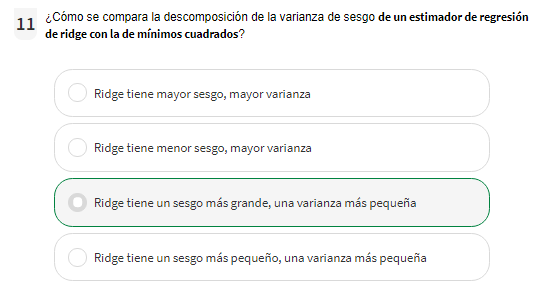 11 ¿Cómo se compara la descomposición de la varianza de sesgo de un estimador de regresión
de ridge con la de mínimos cuadrados?
Ridge tiene mayor sesgo, mayor varianza
Ridge tiene menor sesgo, mayor varianza
Ridge tiene un sesgo más grande, una varianza más pequeña
Ridge tiene un sesgo más pequeño, una varianza más pequeña